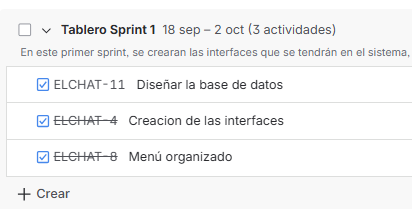 Tablero Sprint 1 18 sep – 2 oct (3 actividades)
En este primer sprint, se crearan las interfaces que se tendrán en el sistema,
ELCHAT-11 Diseñar la base de datos
ELCHAT-4 Creacion de las interfaces
ELCHAT-8 Menú organizado
+ Crear